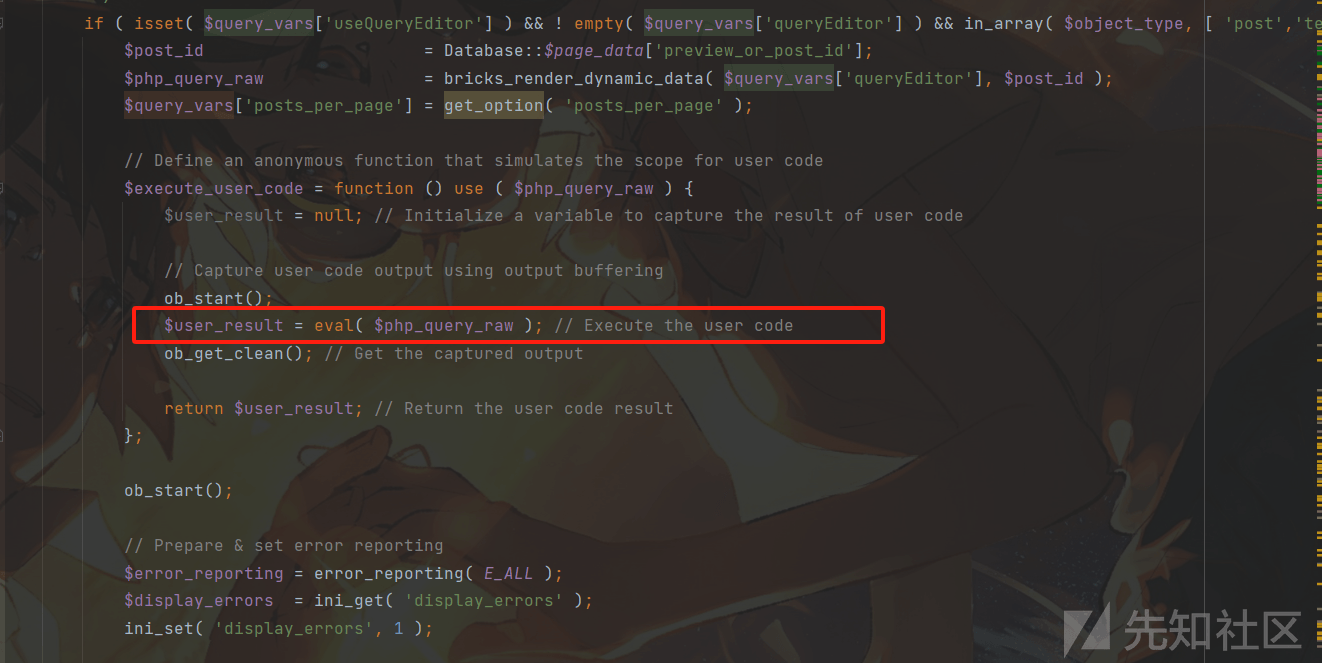 if ( isset( $query_vars['useQueryEditor'] ) && ! empty( $query_vars['queryEditor'] ) && in_array( $object_type, [ 'post','te
$post_id = Database::$page_data['preview_or_post_id'];
$php_query_raw = bricks_render_dynamic_data( $query_vars['queryEditor'], $post_id );
$query_vars['posts_per_page'] = get_option( 'posts_per_page' );
// Define an anonymous function that simulates the scope for user code
$execute_user_code = function () use ( $php_query_raw ) {
$user_result = null; // Initialize a variable to capture the result of user code
// Capture user code output using output buffering
ob_start();
$user_result = eval( $php_query_raw ); // Execute the user code
ob_get_clean(); // Get the captured output
return $user_result; // Return the user code result
};
ob_start();
// Prepare & set error reporting
$error_reporting = error_reporting( E_ALL );
$display_errors = ini_get( 'display_errors' );
ini_set( 'display_errors', 1 );
先知社区